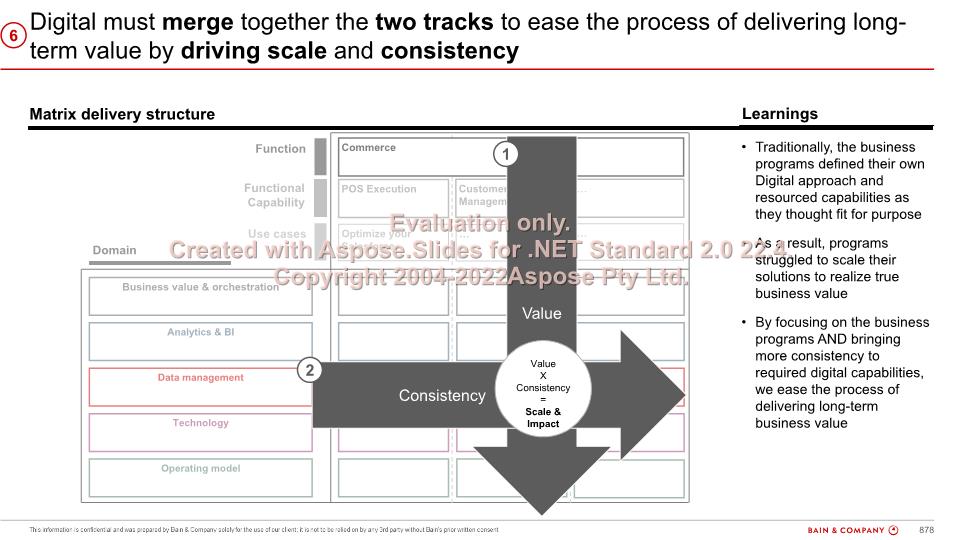 6
Digital must merge together the two tracks to ease the process of delivering long-
term value by driving scale and consistency
Matrix delivery structure
Function
Commerce
1
Functional
Capability
POS Execution
Customer
Managem
...
Use cases
Optimize your
...
...
Domain
Evaluation only.
Created with Aspose.Slides for .NET Standard 2.0 22.4.
Copyright 2004-2022Aspose Pty Ltd.
Business value & orchestration
Value
Analytics & BI
2
Data management
Consistency
Value
X
Consistency
=
Scale &
Impact
Technology
Operating model
Learnings
• Traditionally, the business
programs defined their own
Digital approach and
resourced capabilities as
they thought fit for purpose
As a result, programs
struggled to scale their
solutions to realize true
business value
• By focusing on the business
programs AND bringing
more consistency to
required digital capabilities,
we ease the process of
delivering long-term
business value
This information is confidential and was prepared by Bain & Company solely for the use of our client; it is not to be relied on by any 3rd party without Bain's prior written consent
BAIN & COMPANY
878